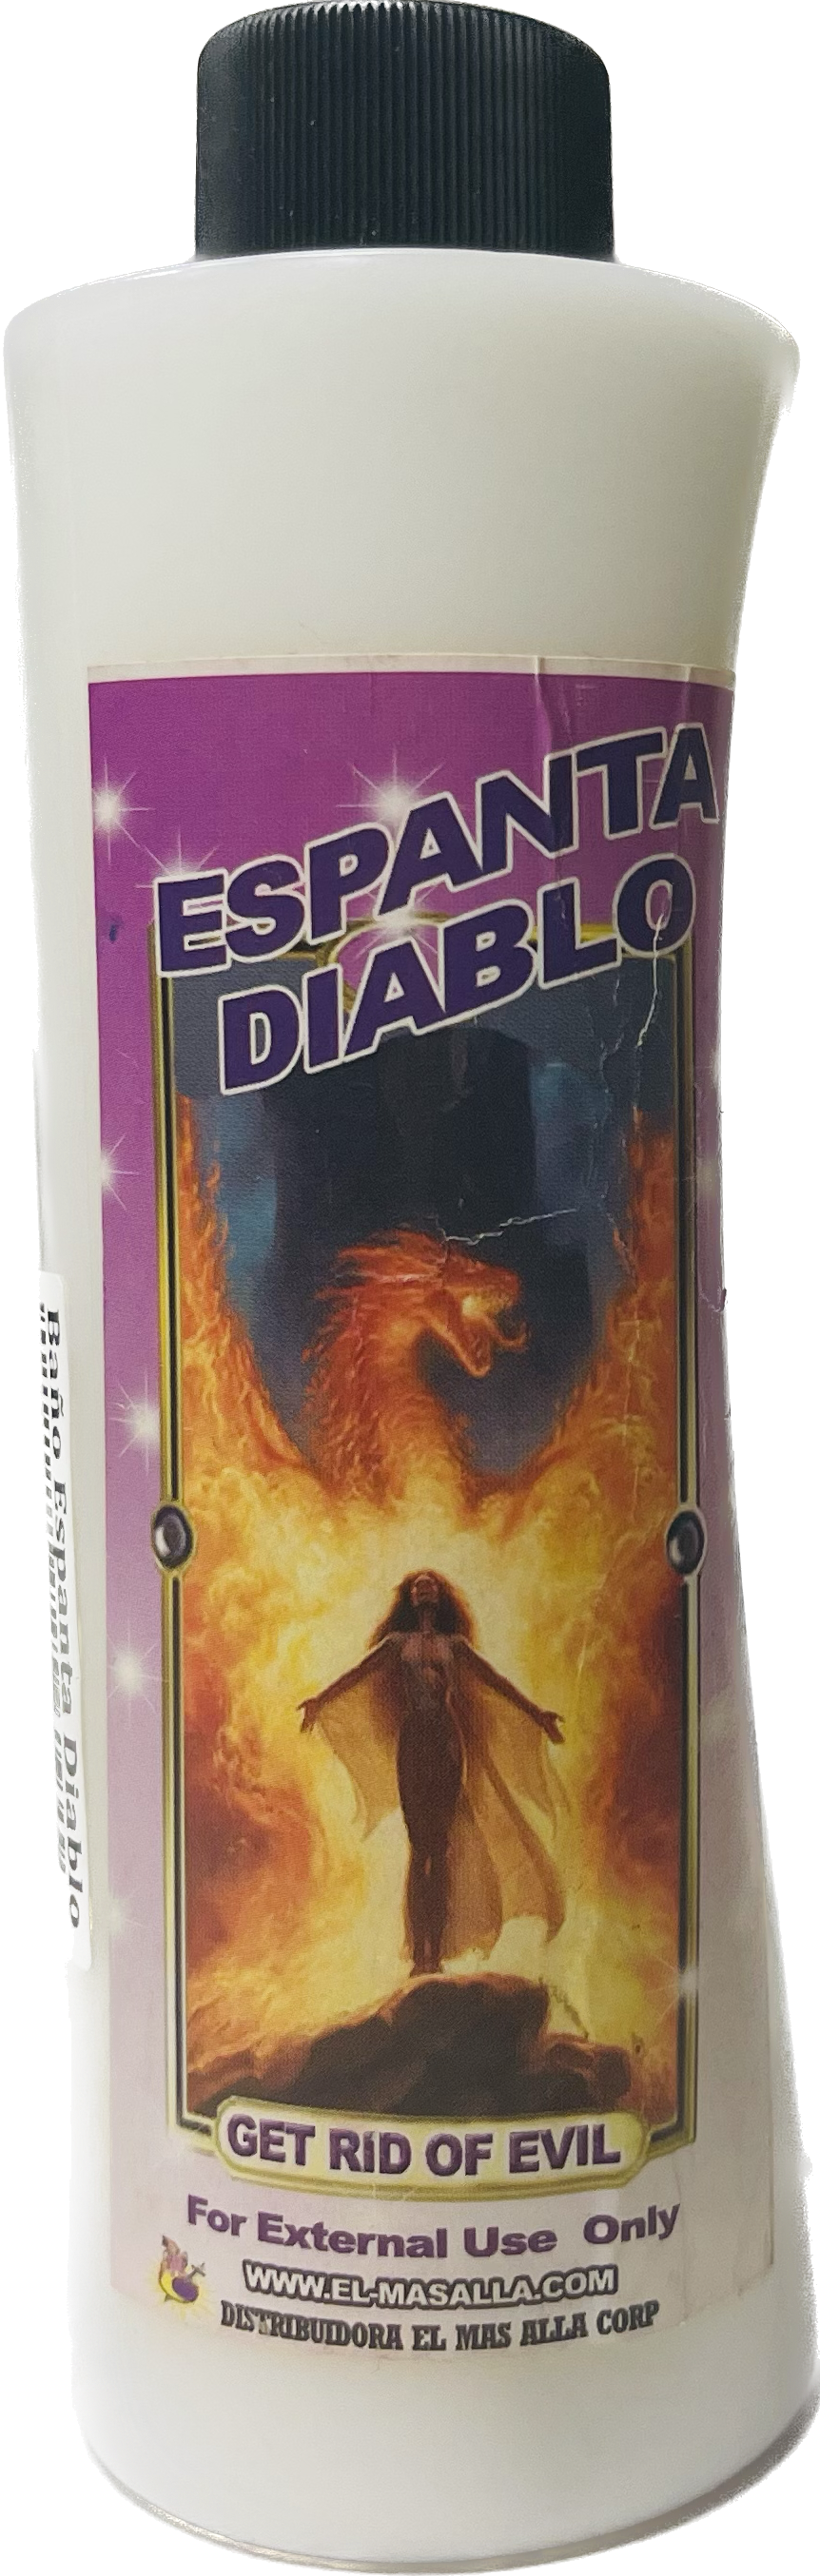 ESPANTA
DIABLO
GET RID OF EVIL
For External Use Only
WWW.EL-MASALLA.COM
DISTRIBUIDORA EL MAS ALLA CORP
Baño Espanta Diablo